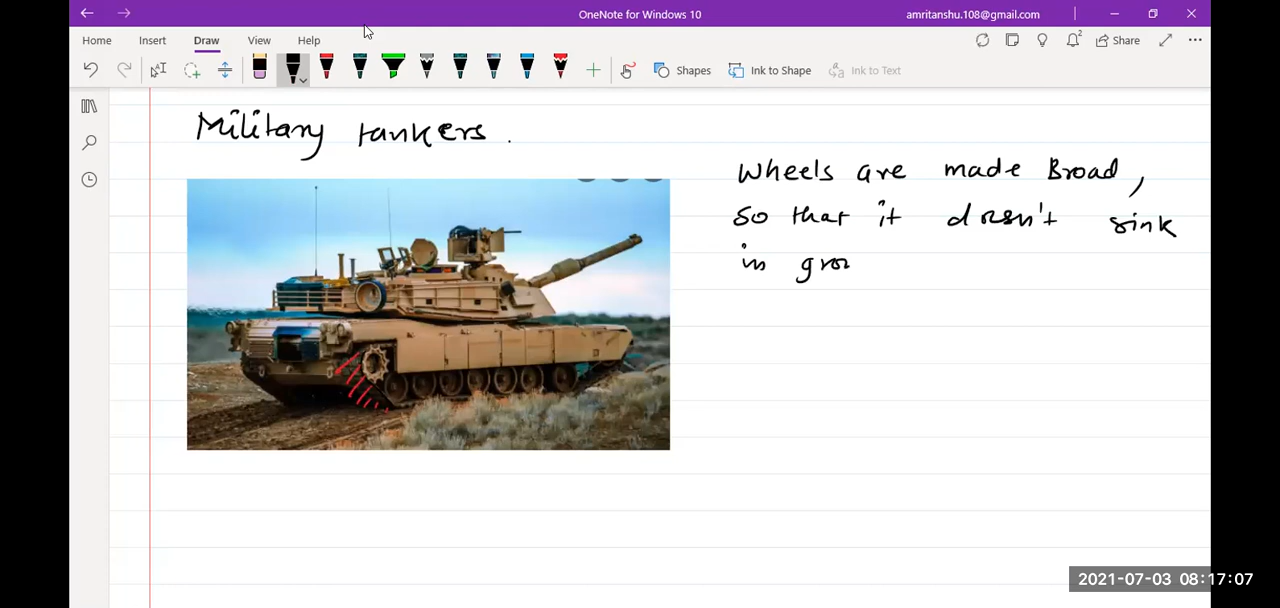 OneNote for Windows 10
amritanshu.108@gmail.com
Home Insert Draw View Help
Share
Shapes
Ink to Shape
Ink to Text
Military tankers.
Wheels are made Broad,
so that it doesn't sink
in grou
2021-07-03 08:17:07